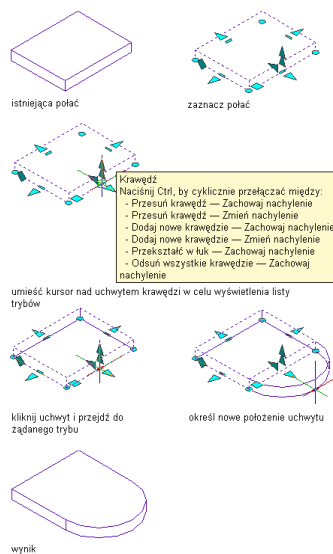 istniejąca połać
zaznacz połać
Krawędź
Naciśnij Ctrl, by cyklicznie przełączać między:
- Przesuń krawędź — Zachowaj nachylenie
- Przesuń krawędź — Zmień nachylenie
- Dodaj nowe krawędzie — Zachowaj nachylenie
- Dodaj nowe krawędzie — Zmień nachylenie
- Przekształć w łuk — Zachowaj nachylenie
- Odsuń wszystkie krawędzie — Zachowaj
nachylenie
umieść kursor nad uchwytem krawędzi w celu wyświetlenia listy
trybów
kliknij uchwyt i przejdź do
żądanego trybu
określ nowe położenie uchwytu
wynik